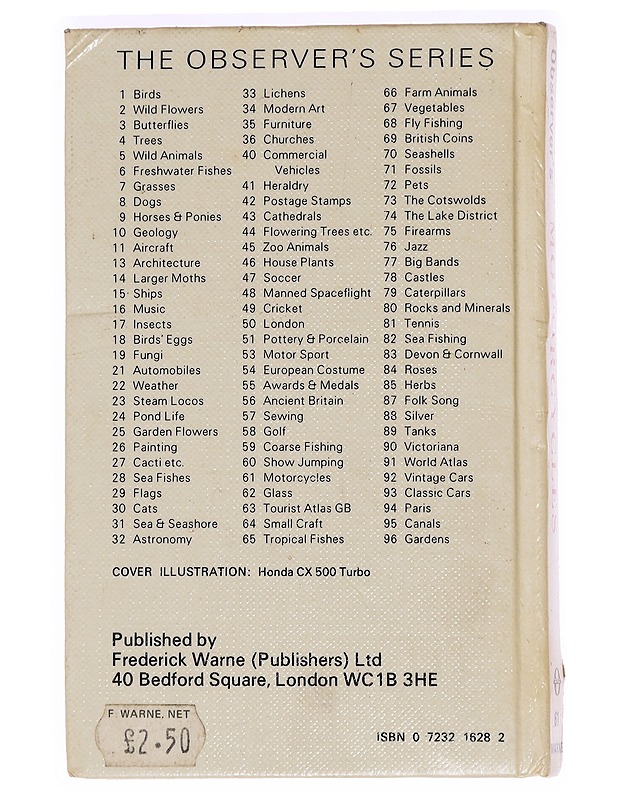 THE OBSERVER'S SERIES
1 Birds
2 Wild Flowers
3 Butterflies
4 Trees
5 Wild Animals
6 Freshwater Fishes
7 Grasses
8 Dogs
9 Horses & Ponies
10 Geology
11 Aircraft
13 Architecture
14 Larger Moths
15 Ships
16 Music
17 Insects
18 Birds' Eggs
19 Fungi
21 Automobiles
22 Weather
23 Steam Locos
24 Pond Life
25 Garden Flowers
26 Painting
27 Cacti etc.
28 Sea Fishes
29 Flags
30 Cats
31 Sea & Seashore
32 Astronomy
33 Lichens
34 Modern Art
35 Furniture
36 Churches
40 Commercial
Vehicles
41 Heraldry
42 Postage Stamps
43 Cathedrals
44 Flowering Trees etc.
45 Zoo Animals
46 House Plants
47 Soccer
48 Manned Spaceflight
49 Cricket
50 London
51 Pottery & Porcelain
53 Motor Sport
54 European Costume
55 Awards & Medals
56 Ancient Britain
57 Sewing
58 Golf
59 Coarse Fishing
60 Show Jumping
61 Motorcycles
62 Glass
63 Tourist Atlas GB
64 Small Craft
65 Tropical Fishes
66 Farm Animals
67 Vegetables
68 Fly Fishing
69 British Coins
70 Seashells
71 Fossils
72 Pets
73 The Cotswolds
74 The Lake District
75 Firearms
76 Jazz
77 Big Bands
78 Castles
79 Caterpillars
80 Rocks and Minerals
81 Tennis
82 Sea Fishing
83 Devon & Cornwall
84 Roses
85 Herbs
87 Folk Song
88 Silver
89 Tanks
90 Victoriana
91 World Atlas
92 Vintage Cars
93 Classic Cars
94 Paris
95 Canals
96 Gardens
COVER ILLUSTRATION: Honda CX 500 Turbo
Published by
Frederick Warne (Publishers) Ltd
40 Bedford Square, London WC1B 3HE
F. WARNE, NET
£2.50
ISBN 0 7232 1628 2
Observer's
MOTORCYCLES
61
WARNE